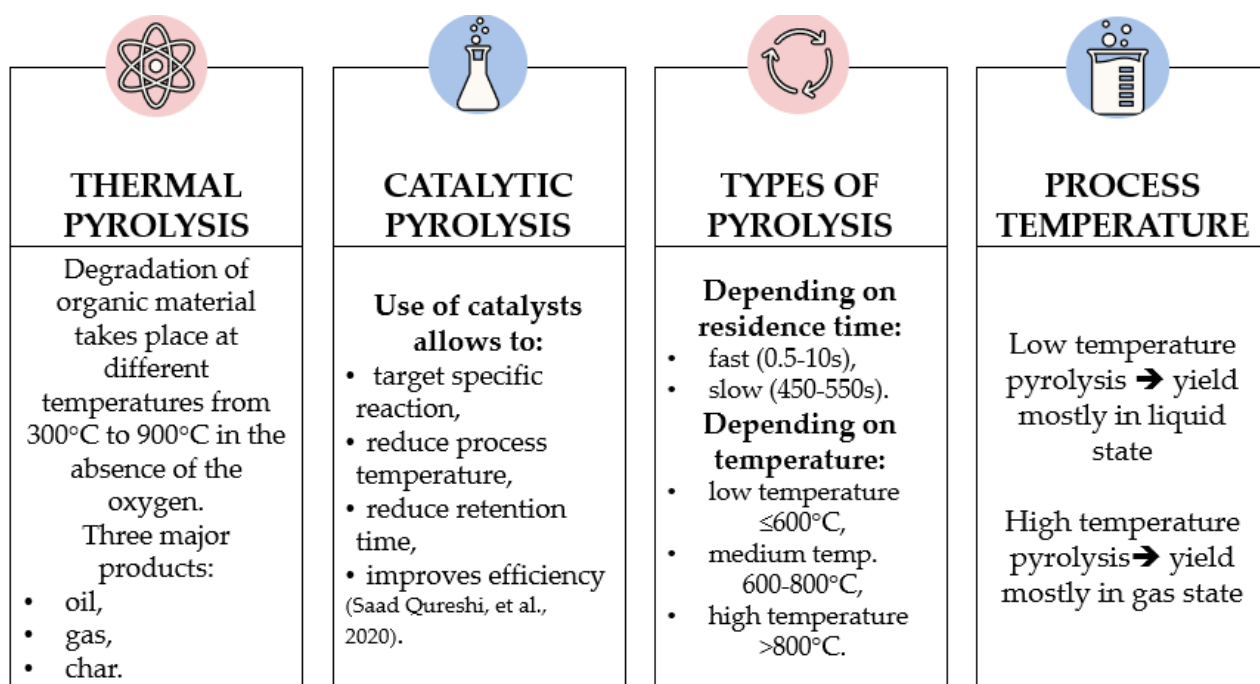 THERMAL
PYROLYSIS
Degradation of
organic material
takes place at
different
temperatures from
300°C to 900°C in the
absence of the
oxygen.
Three major
products:
• oil,
• gas,
• char.
CATALYTIC
PYROLYSIS
Use of catalysts
allows to:
• target specific
reaction,
• reduce process
temperature,
• reduce retention
time,
• improves efficiency
(Saad Qureshi, et al.,
2020).
TYPES OF
PYROLYSIS
Depending on
residence time:
• fast (0.5-10s),
• slow (450-550s).
Depending on
temperature:
• low temperature
≤600°C,
• medium temp.
600-800°C,
• high temperature
>800°C.
PROCESS
TEMPERATURE
Low temperature
pyrolysis ➔ yield
mostly in liquid
state
High temperature
pyrolysis➔ yield
mostly in gas state